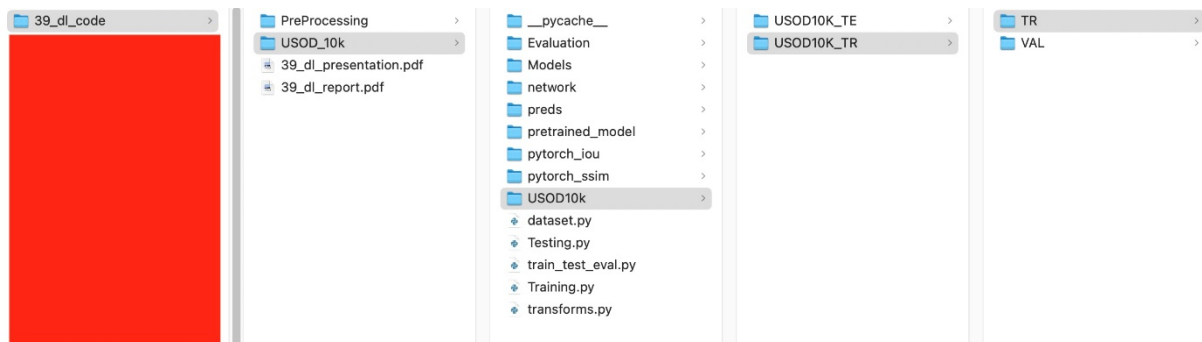 39_dl_code
PreProcessing
USOD_10k
39_dl_presentation.pdf
39_dl_report.pdf
__pycache__
Evaluation
Models
network
preds
pretrained_model
pytorch_iou
pytorch_ssim
USOD10k
dataset.py
Testing.py
train_test_eval.py
Training.py
transforms.py
USOD10K_TE
USOD10K_TR
TR
VAL